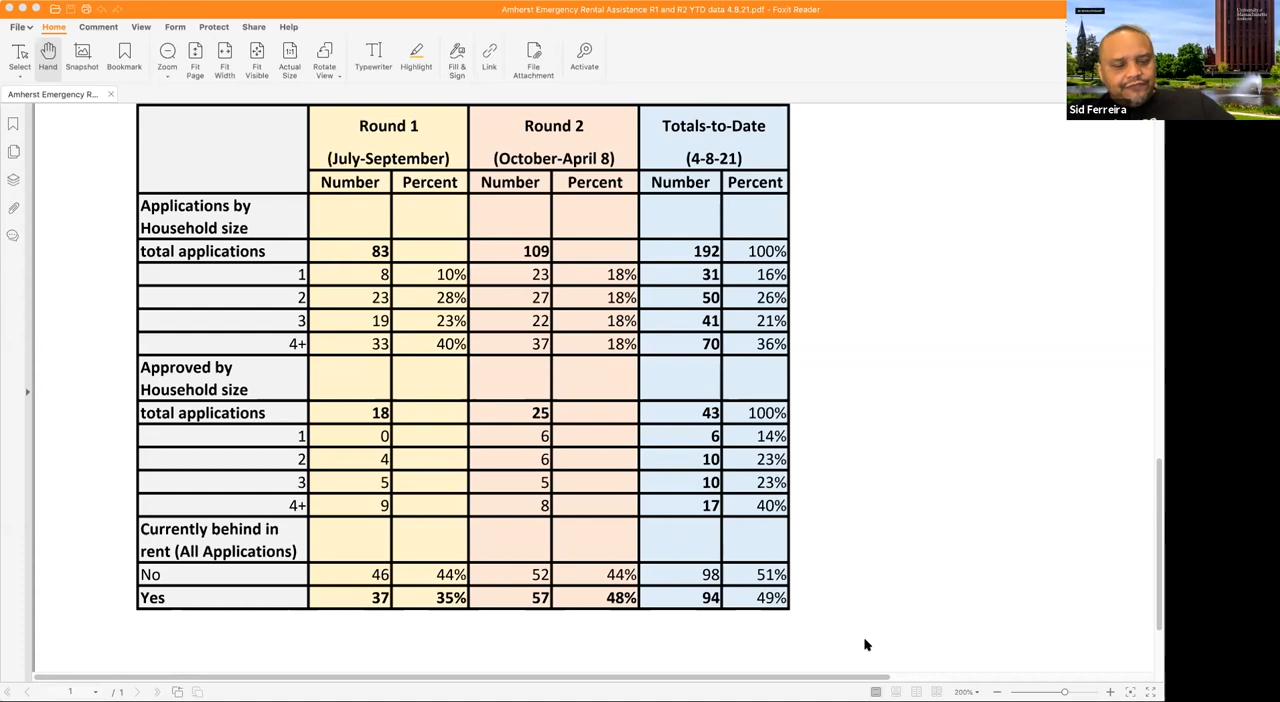 Amherst Emergency Rental Assistance R1 and R2 YTD data 4.8.21.pdf - Foxit Reader
File Home Comment View Form Protect Share Help
Select Hand Snapshot Bookmark Zoom Fit Page Fit Width Fit Visible Actual Size Rotate View Typewriter Highlight Fill & Sign Link File Attachment Activate
Amherst Emergency R...
University of Massachusetts
Sid Ferreira
Round 1 Round 2 Totals-to-Date
(July-September) (October-April 8) (4-8-21)
Number Percent Number Percent Number Percent
Applications by
Household size
total applications 83 109 192 100%
1 8 10% 23 18% 31 16%
2 23 28% 27 18% 50 26%
3 19 23% 22 18% 41 21%
4+ 33 40% 37 18% 70 36%
Approved by
Household size
total applications 18 25 43 100%
1 0 6 6 14%
2 4 6 10 23%
3 5 5 10 23%
4+ 9 8 17 40%
Currently behind in
rent (All Applications)
No 46 44% 52 44% 98 51%
Yes 37 35% 57 48% 94 49%
1 / 1 200%